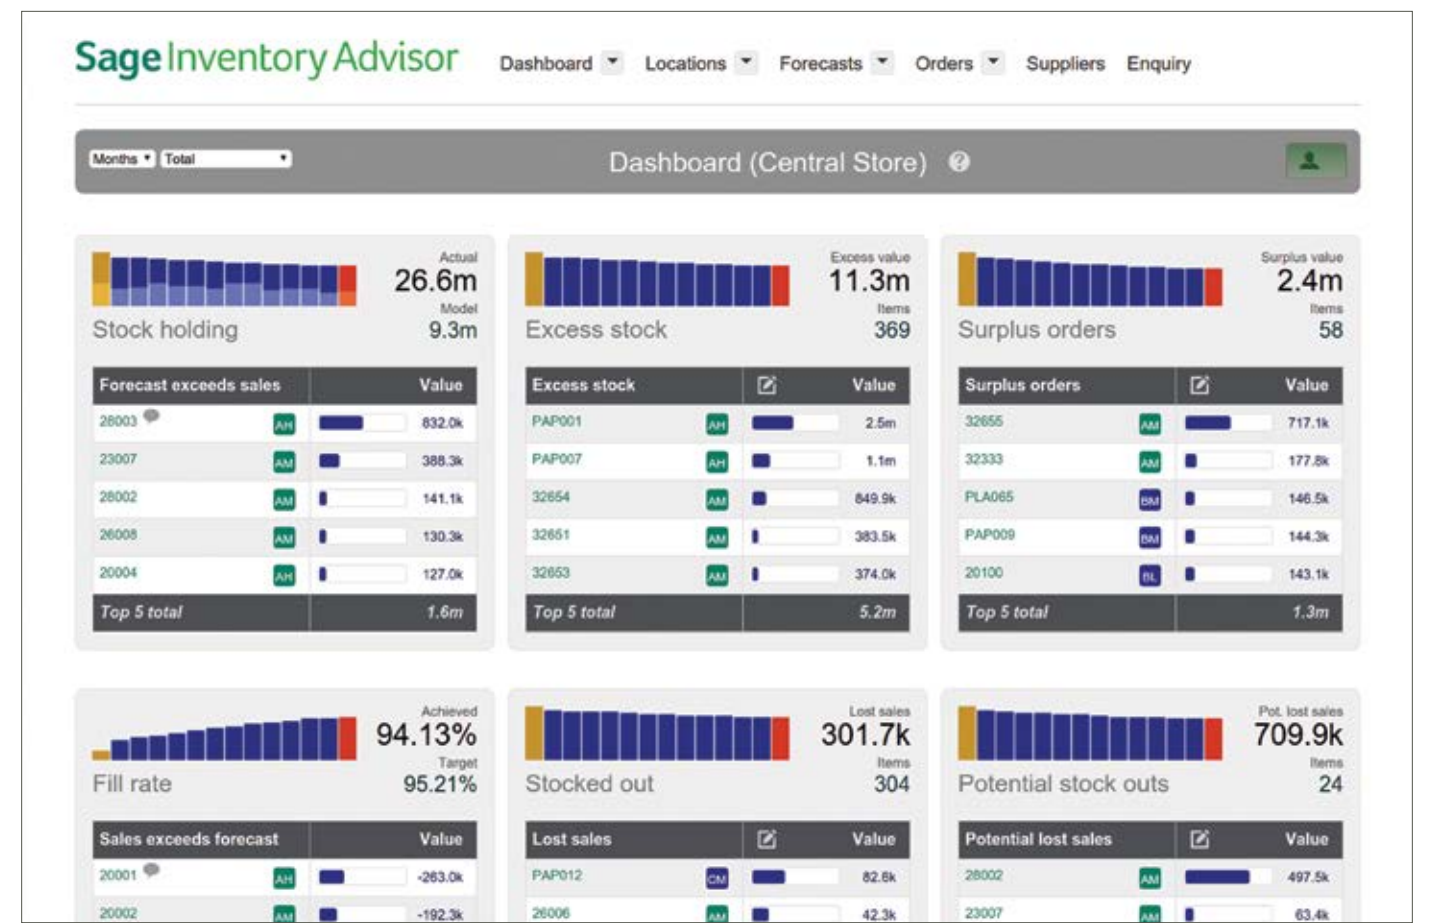 Sage Inventory Advisor
Dashboard Locations Forecasts Orders Suppliers Enquiry
Months Total
Dashboard (Central Store) ?
Actual
26.6m
Model
Stock holding 9.3m
Forecast exceeds sales Value
28003 AH 832.0k
23007 AM 388.3k
28002 AM 141.1k
26008 AM 130.3k
20004 AH 127.0k
Top 5 total 1.6m
Excess value
11.3m
Items
Excess stock 369
Excess stock Value
PAP001 AH 2.5m
PAP007 AH 1.1m
32654 AM 849.9k
32651 AM 383.5k
32653 AM 374.0k
Top 5 total 5.2m
Surplus value
2.4m
Items
Surplus orders 58
Surplus orders Value
32655 AM 717.1k
32333 AM 177.8k
PLA065 BM 146.5k
PAP009 BM 144.3k
20100 BL 143.1k
Top 5 total 1.3m
Achieved
94.13%
Target
Fill rate 95.21%
Sales exceeds forecast Value
20001 AH -263.0k
20002 AM -192.3k
Lost sales
301.7k
Items
Stocked out 304
Lost sales Value
PAP012 CM 82.6k
26006 AM 42.3k
Pot. lost sales
709.9k
Items
Potential stock outs 24
Potential lost sales Value
28002 AM 497.5k
23007 AM 63.4k